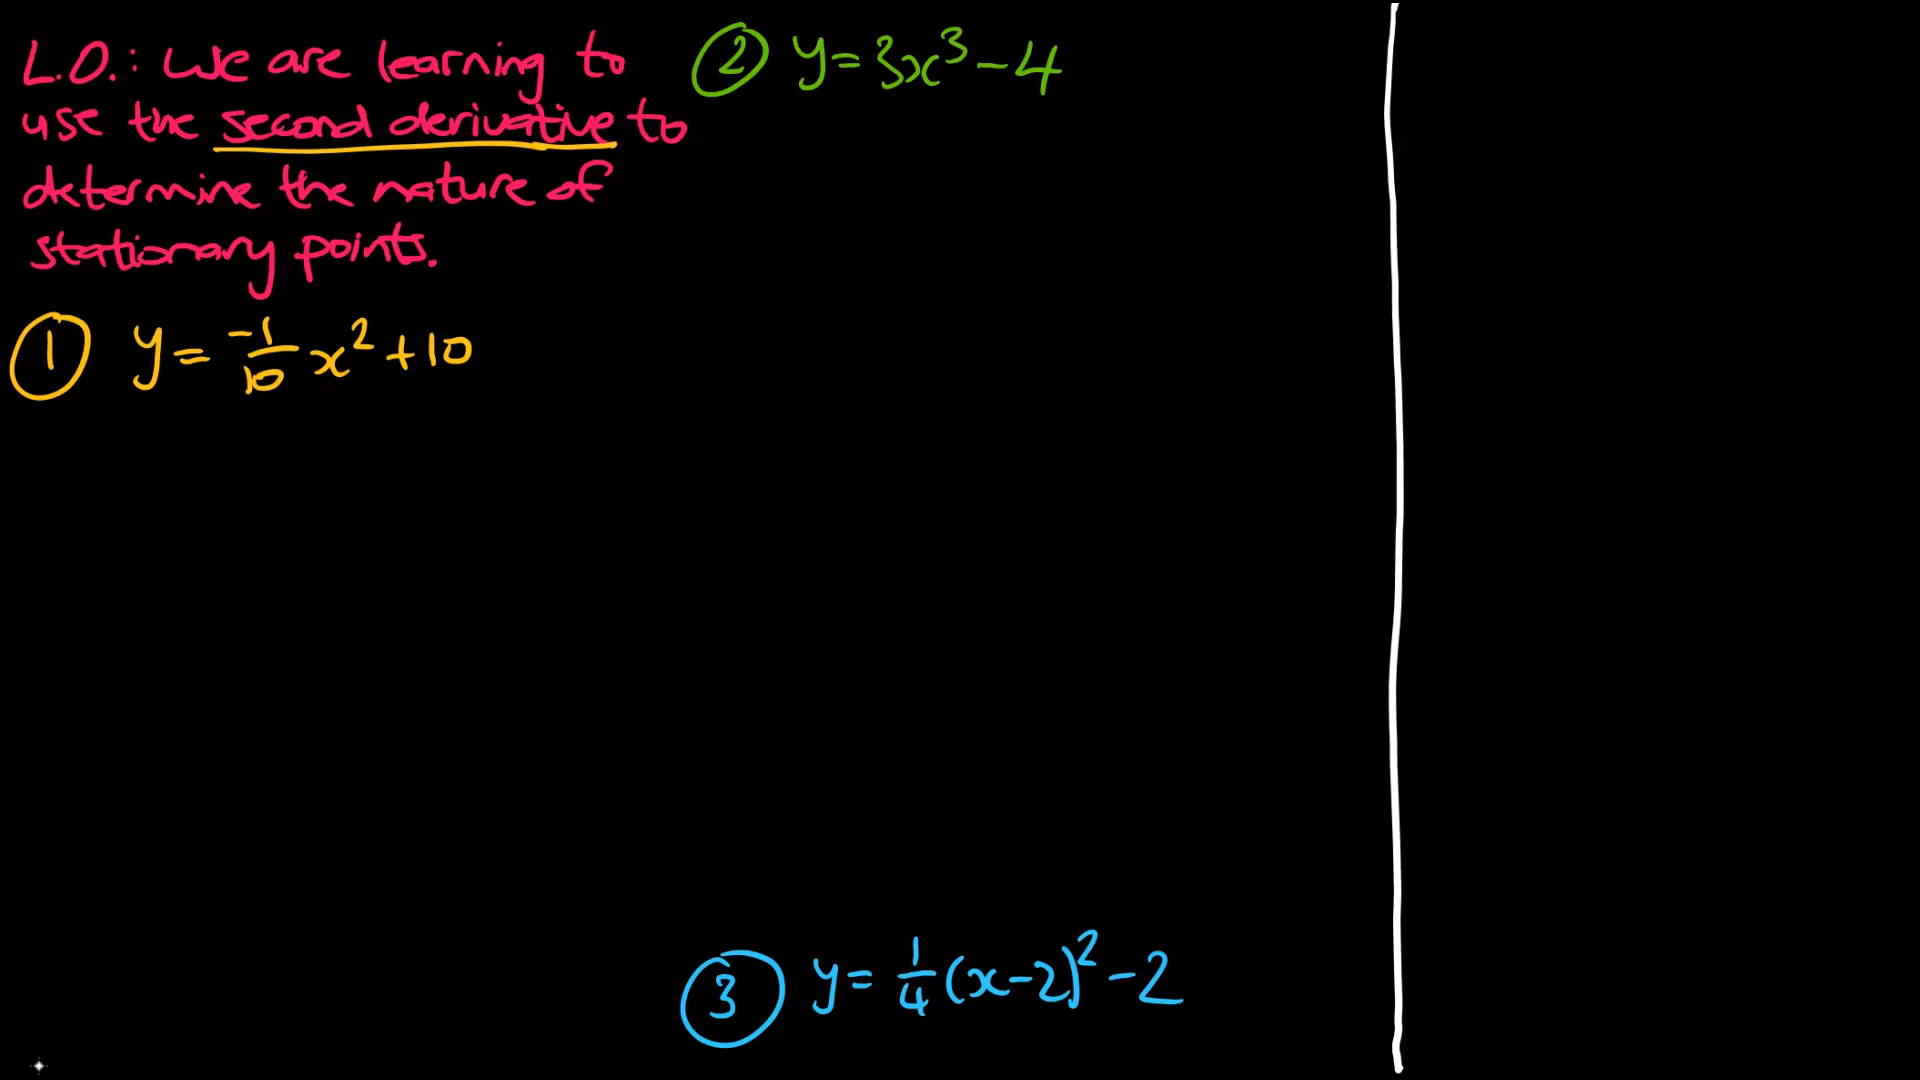 L.O.: We are learning to
use the second derivative to
determine the nature of
stationary points.
① y = -1/10 x² + 10
② y = 3x³ - 4
③ y = 1/4 (x - 2)² - 2